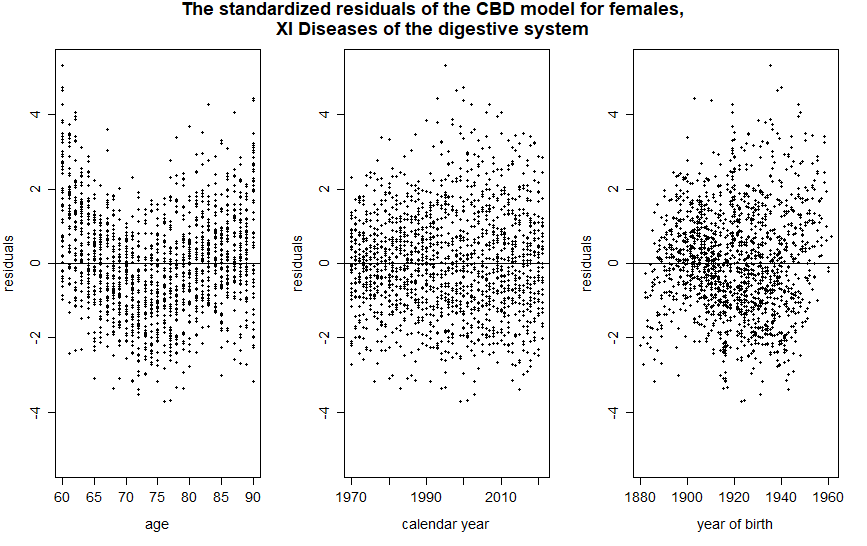 The standardized residuals of the CBD model for females,
XI Diseases of the digestive system
residuals
4
2
0
-2
-4
60 65 70 75 80 85 90
age
residuals
4
2
0
-2
-4
1970 1990 2010
calendar year
residuals
4
2
0
-2
-4
1880 1900 1920 1940 1960
year of birth